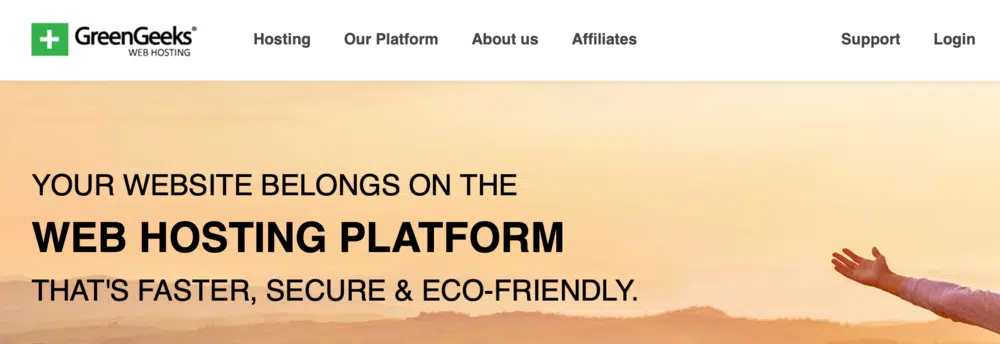 GreenGeeks®
WEB HOSTING
Hosting
Our Platform
About us
Affiliates
Support
Login
YOUR WEBSITE BELONGS ON THE
WEB HOSTING PLATFORM
THAT'S FASTER, SECURE & ECO-FRIENDLY.